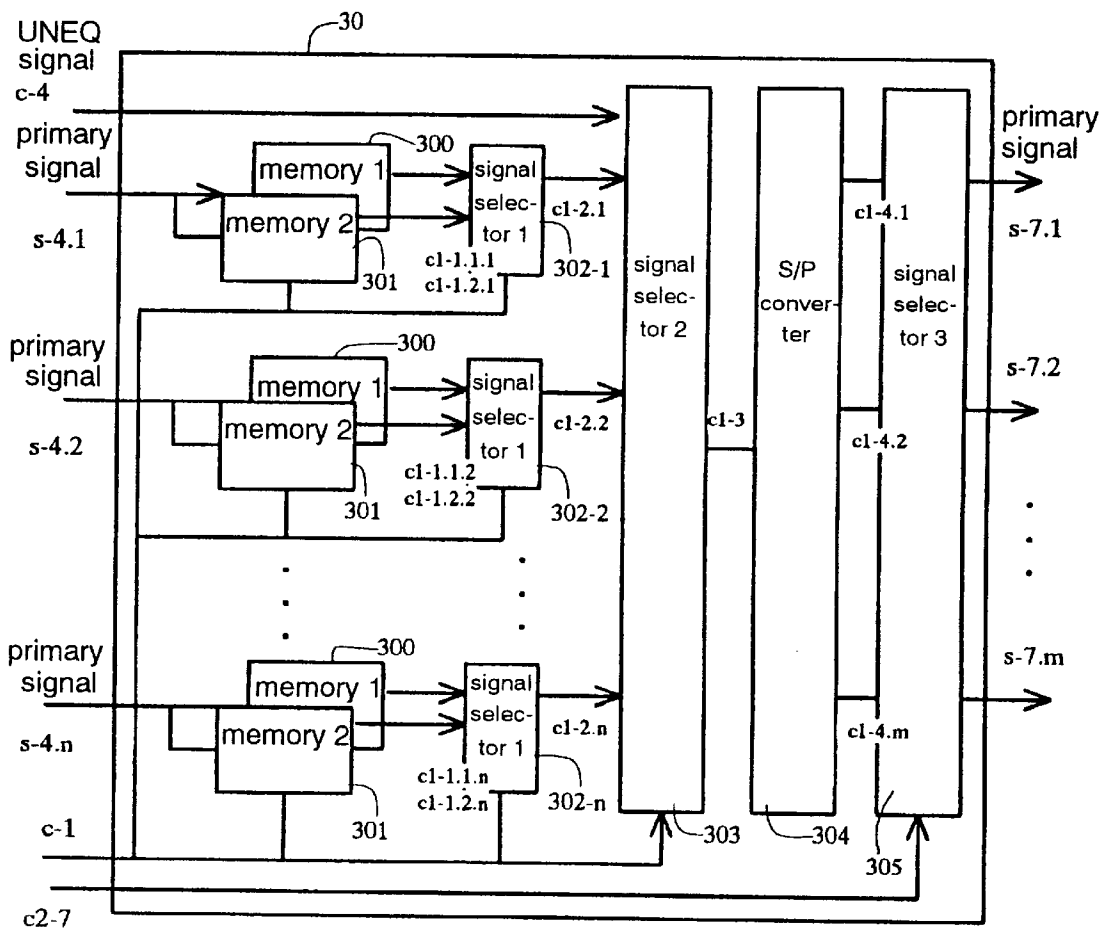 UNEQ
signal
c-4
30
primary
signal
s-4.1
300
memory 1
memory 2
301
signal
selec-
tor 1
c1-1.1.1
c1-1.2.1
302-1
c1-2.1
primary
signal
s-4.2
300
memory 1
memory 2
301
signal
selec-
tor 1
c1-1.1.2
c1-1.2.2
302-2
c1-2.2
primary
signal
s-4.n
300
memory 1
memory 2
301
signal
selec-
tor 1
c1-1.1.n
c1-1.2.n
302-n
c1-2.n
signal
selec-
tor 2
303
c1-3
S/P
conver-
ter
304
c1-4.1
c1-4.2
c1-4.m
signal
selec-
tor 3
305
primary
signal
s-7.1
s-7.2
s-7.m
c-1
c2-7